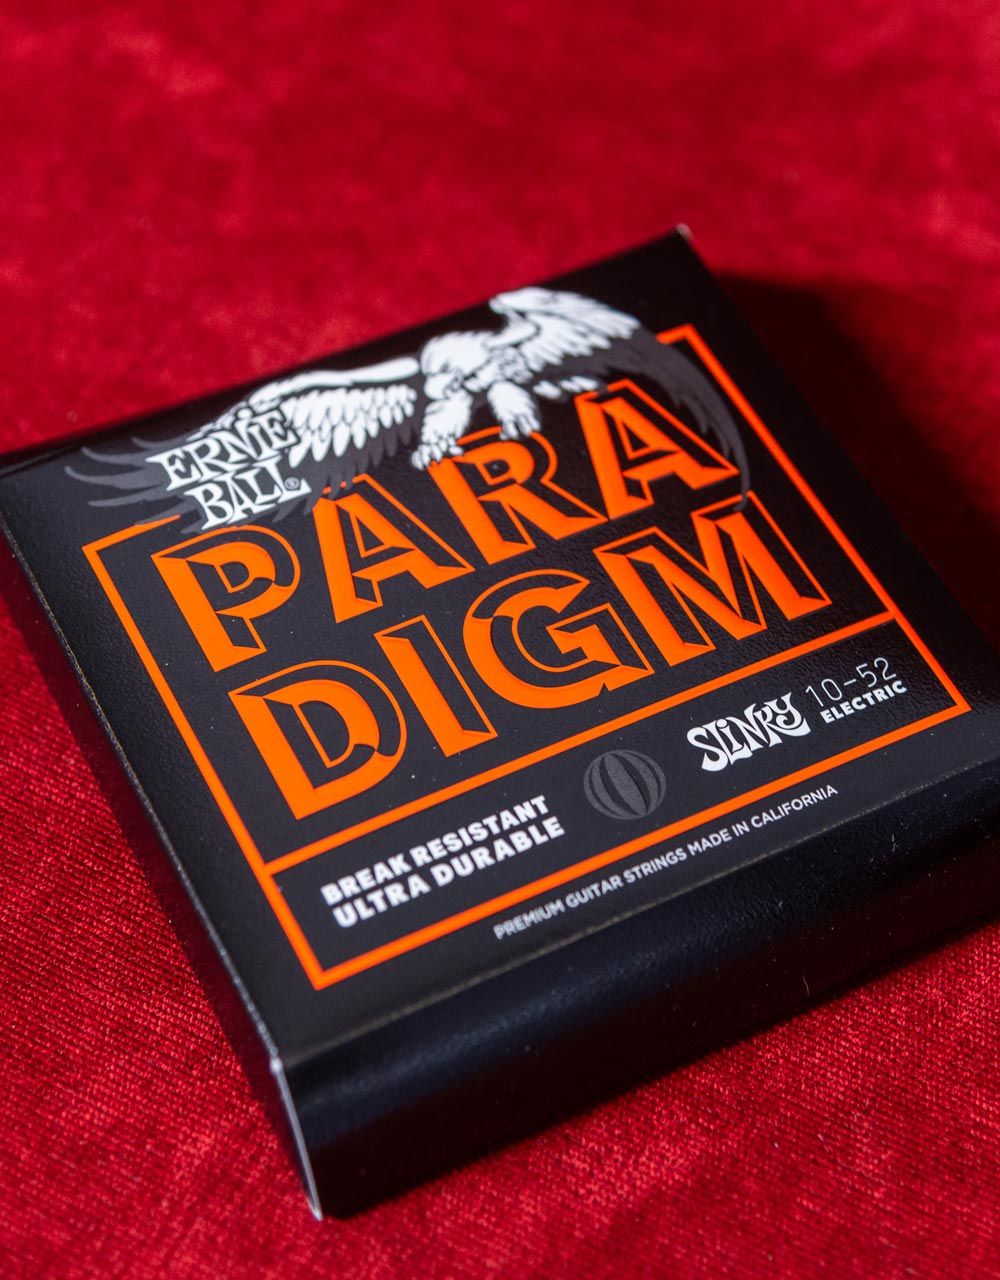 ERNIE
BALL®
PARA
DIGM
BREAK RESISTANT
ULTRA DURABLE
SLINKY
10-52
ELECTRIC
PREMIUM GUITAR STRINGS MADE IN CALIFORNIA